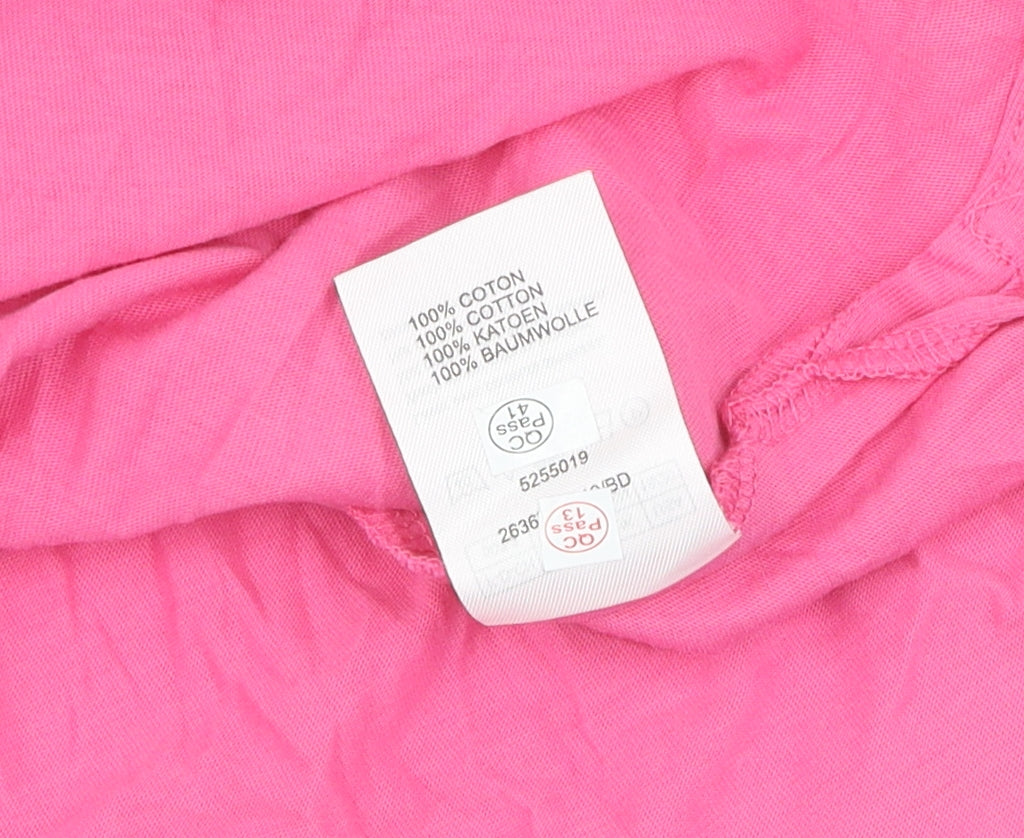 100% COTON
100% COTTON
100% KATOEN
100% BAUMWOLLE
QC
Pass
41
5255019
QC
Pass
13